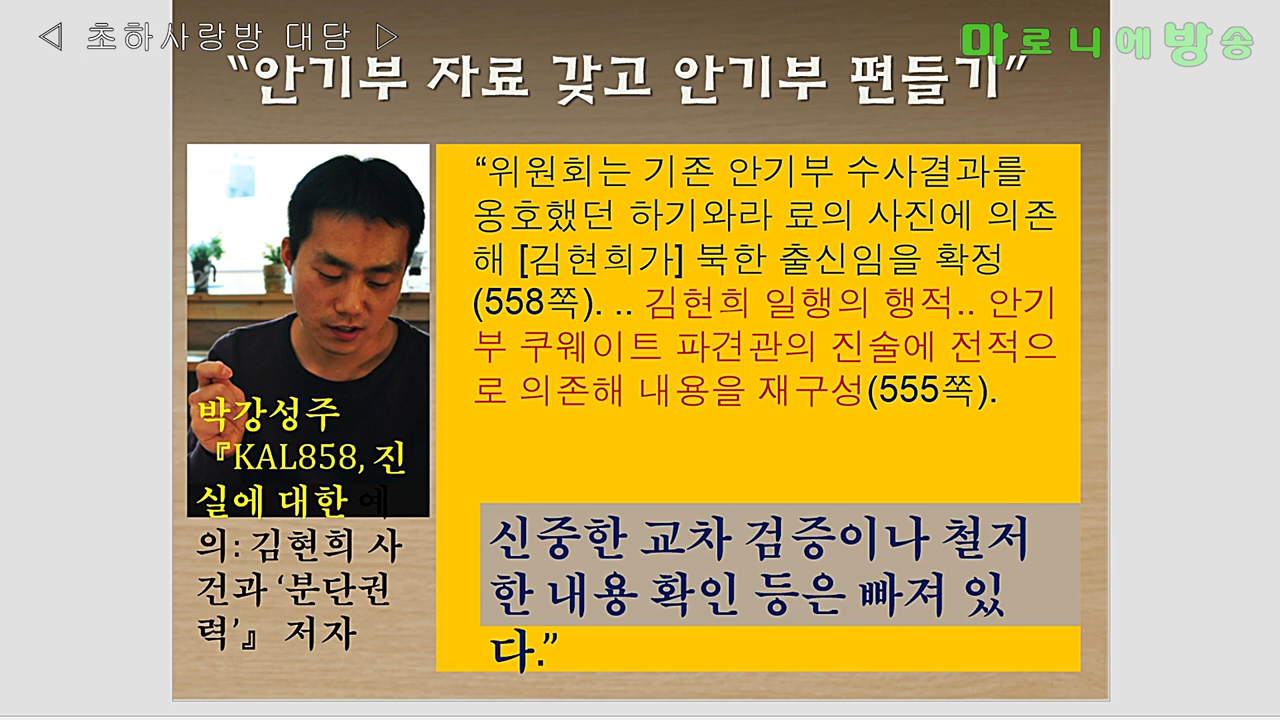 ◁ 초하사랑방 대담 ▷
마로니에방송
“안기부 자료 갖고 안기부 편들기”
“위원회는 기존 안기부 수사결과를
옹호했던 하기와라 료의 사진에 의존
해 [김현희가] 북한 출신임을 확정
(558쪽). .. 김현희 일행의 행적.. 안기
부 쿠웨이트 파견관의 진술에 전적으
로 의존해 내용을 재구성(555쪽).
신중한 교차 검증이나 철저
한 내용 확인 등은 빠져 있
다.”
박강성주
『KAL858, 진
실에 대한 예
의: 김현희 사
건과 ‘분단권
력’』 저자